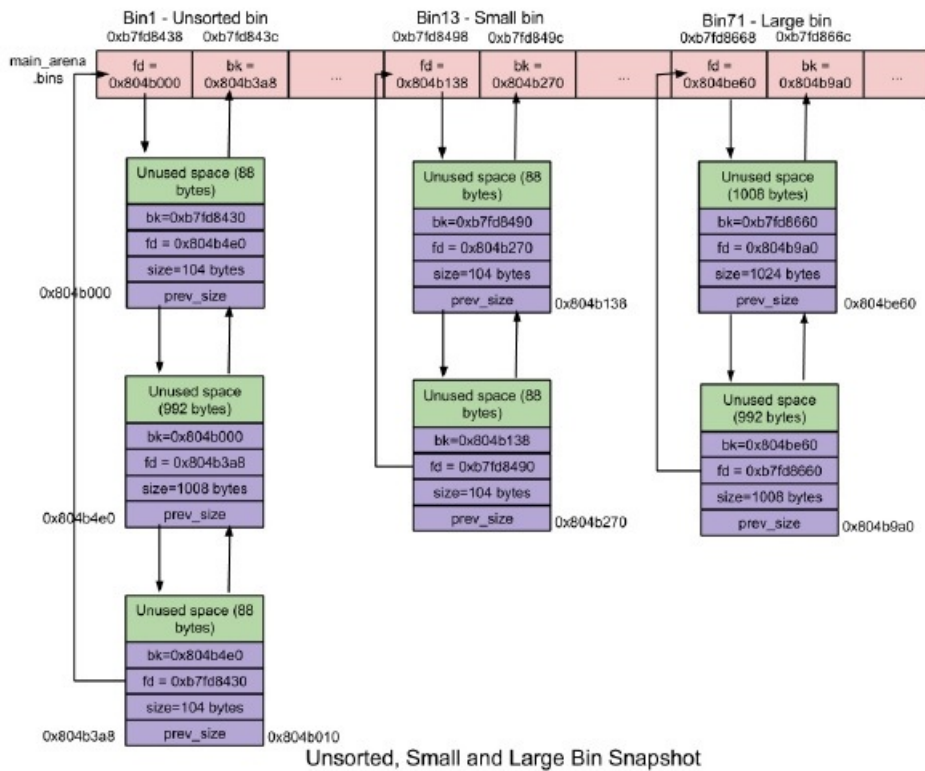 Bin1 - Unsorted bin
0xb7fd8438
0xb7fd843c
Bin13 - Small bin
0xb7fd8498
0xb7fd849c
Bin71 - Large bin
0xb7fd8668
0xb7fd866c
main_arena
.bins
fd =
0x804b000
bk =
0x804b3a8
...
fd =
0x804b138
bk =
0x804b270
...
fd =
0x804be60
bk =
0x804b9a0
...
Unused space (88
bytes)
bk=0xb7fd8430
fd = 0x804b4e0
size=104 bytes
prev_size
0x804b000
Unused space
(992 bytes)
bk=0x804b000
fd = 0x804b3a8
size=1008 bytes
prev_size
0x804b4e0
Unused space (88
bytes)
bk=0x804b4e0
fd = 0xb7fd8430
size=104 bytes
prev_size
0x804b3a8
0x804b010
Unused space (88
bytes)
bk=0xb7fd8490
fd = 0x804b270
size=104 bytes
prev_size
0x804b138
Unused space (88
bytes)
bk=0x804b138
fd = 0xb7fd8490
size=104 bytes
prev_size
0x804b270
Unused space
(1008 bytes)
bk=0xb7fd8660
fd = 0x804b9a0
size=1024 bytes
prev_size
0x804be60
Unused space
(992 bytes)
bk=0x804be60
fd = 0xb7fd8660
size=1008 bytes
prev_size
0x804b9a0
Unsorted, Small and Large Bin Snapshot